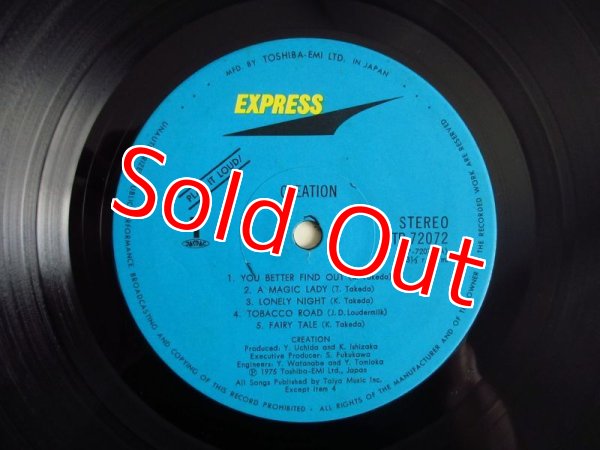 MFD. BY TOSHIBA-EMI LTD. IN JAPAN
EXPRESS
Sold Out
CREATION
1
STEREO
72072
1. YOU BETTER FIND OUT Takeda)
2. A MAGIC LADY (T. Takeda)
3. LONELY NIGHT (K. Takeda)
4. TOBACCO ROAD (J.D. Loudermilk)
5. FAIRY TALE (K. Takeda)
CREATION
Produced: Y. Uchida and K. Ishizaka
Executive Producer: S. Fukukawa
Engineers: Y. Watanabe and Y. Tomioka
Ⓟ 1975 Toshiba-EMI Ltd., Japan
All Songs Published by Taiyo Music Inc.
Except Item 4
PERFORMANCE BROADCASTING AND COPYING OF THIS RECORD PROHIBITED - ALL RIGHTS OF THE MANUFACTURER AND OF THE OWNER OF THE RECORDED WORK ARE RESERVED